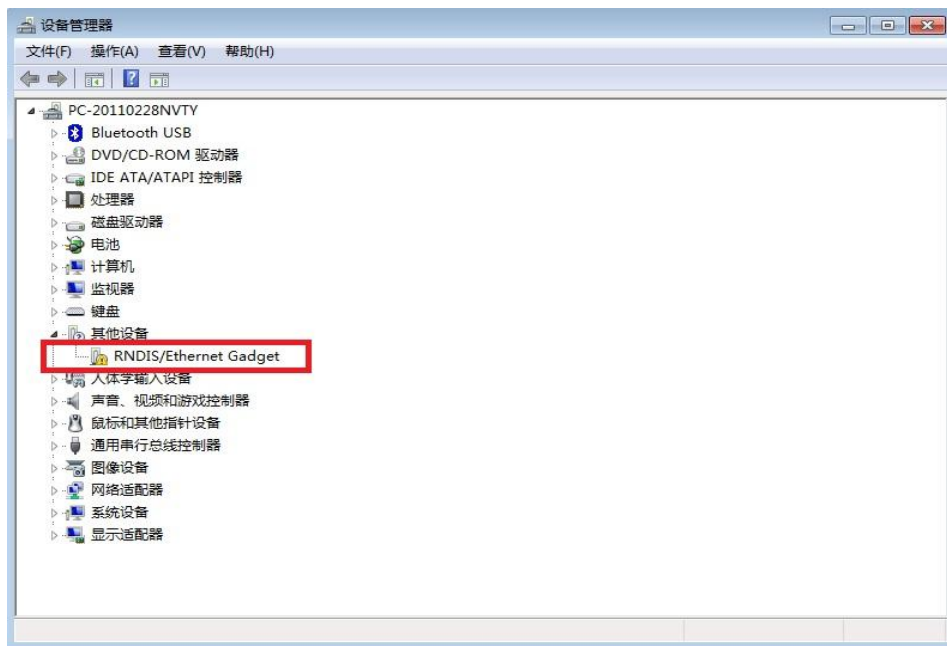 设备管理器
文件(F) 操作(A) 查看(V) 帮助(H)
PC-20110228NVTY
Bluetooth USB
DVD/CD-ROM 驱动器
IDE ATA/ATAPI 控制器
处理器
磁盘驱动器
电池
计算机
监视器
键盘
其他设备
RNDIS/Ethernet Gadget
人体学输入设备
声音、视频和游戏控制器
鼠标和其他指针设备
通用串行总线控制器
图像设备
网络适配器
系统设备
显示适配器